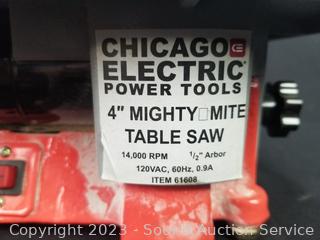 CHICAGO
ELECTRIC
POWER TOOLS
4" MIGHTY□MITE
TABLE SAW
14,000 RPM 1/2" Arbor
120VAC, 60Hz, 0.9A
ITEM 61608
Copyright 2023 - Sound Auction Service